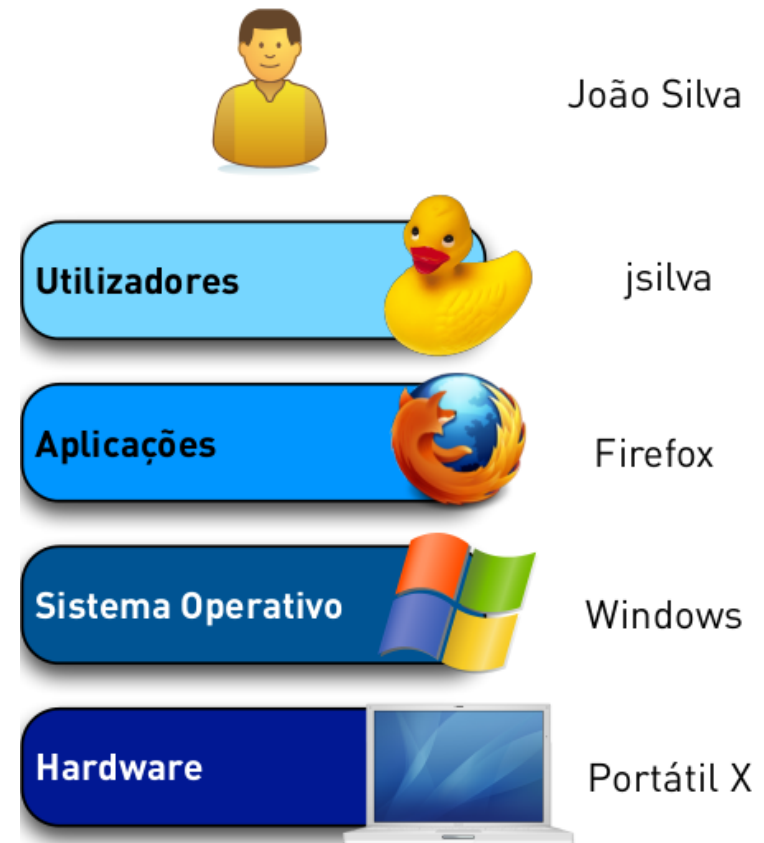 João Silva
Utilizadores
jsilva
Aplicações
Firefox
Sistema Operativo
Windows
Hardware
Portátil X